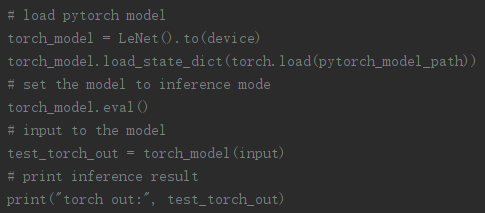 # load pytorch model
torch_model = LeNet().to(device)
torch_model.load_state_dict(torch.load(pytorch_model_path))
# set the model to inference mode
torch_model.eval()
# input to the model
test_torch_out = torch_model(input)
# print inference result
print("torch out:", test_torch_out)